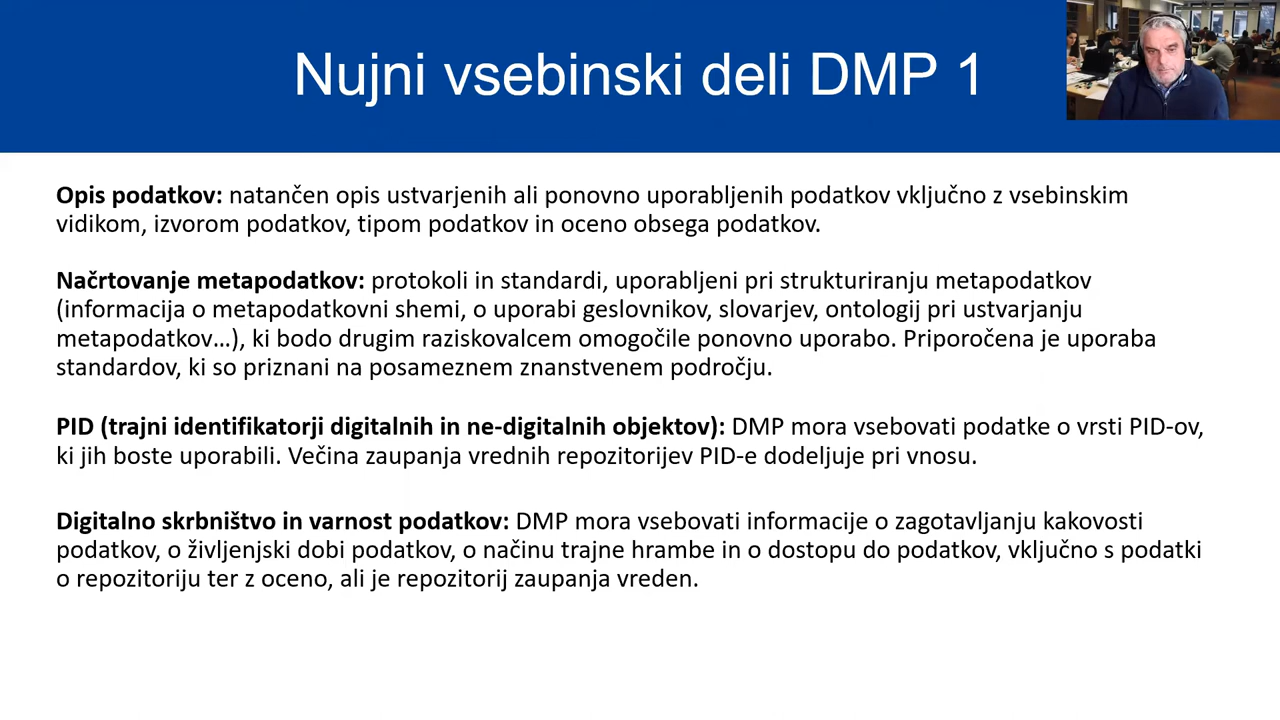 Nujni vsebinski deli DMP 1
Opis podatkov: natančen opis ustvarjenih ali ponovno uporabljenih podatkov vključno z vsebinskim
vidikom, izvorom podatkov, tipom podatkov in oceno obsega podatkov.
Načrtovanje metapodatkov: protokoli in standardi, uporabljeni pri strukturiranju metapodatkov
(informacija o metapodatkovni shemi, o uporabi geslovnikov, slovarjev, ontologij pri ustvarjanju
metapodatkov…), ki bodo drugim raziskovalcem omogočile ponovno uporabo. Priporočena je uporaba
standardov, ki so priznani na posameznem znanstvenem področju.
PID (trajni identifikatorji digitalnih in ne-digitalnih objektov): DMP mora vsebovati podatke o vrsti PID-ov,
ki jih boste uporabili. Večina zaupanja vrednih repozitorijev PID-e dodeljuje pri vnosu.
Digitalno skrbništvo in varnost podatkov: DMP mora vsebovati informacije o zagotavljanju kakovosti
podatkov, o življenjski dobi podatkov, o načinu trajne hrambe in o dostopu do podatkov, vključno s podatki
o repozitoriju ter z oceno, ali je repozitorij zaupanja vreden.